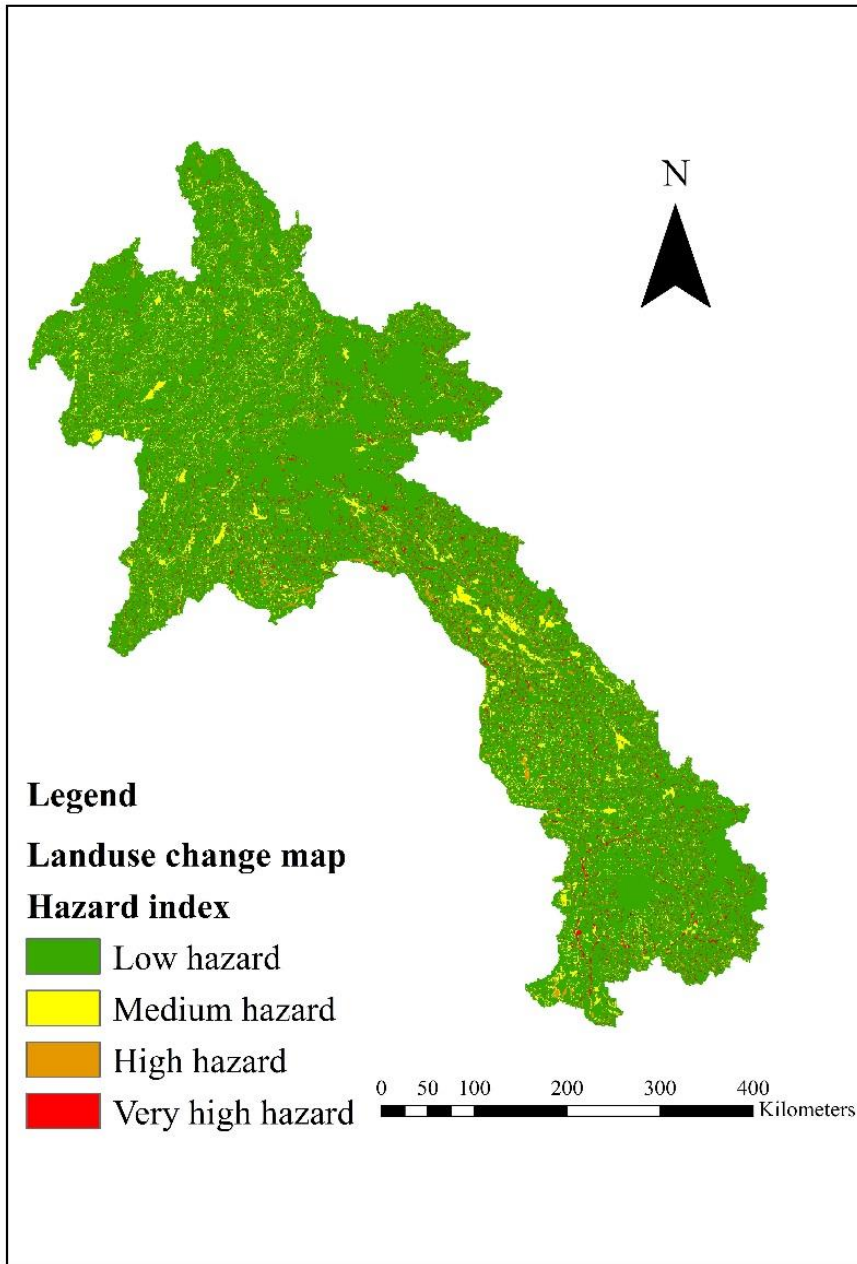 N
Legend
Landuse change map
Hazard index
Low hazard
Medium hazard
High hazard
Very high hazard
0 50 100 200 300 400
Kilometers